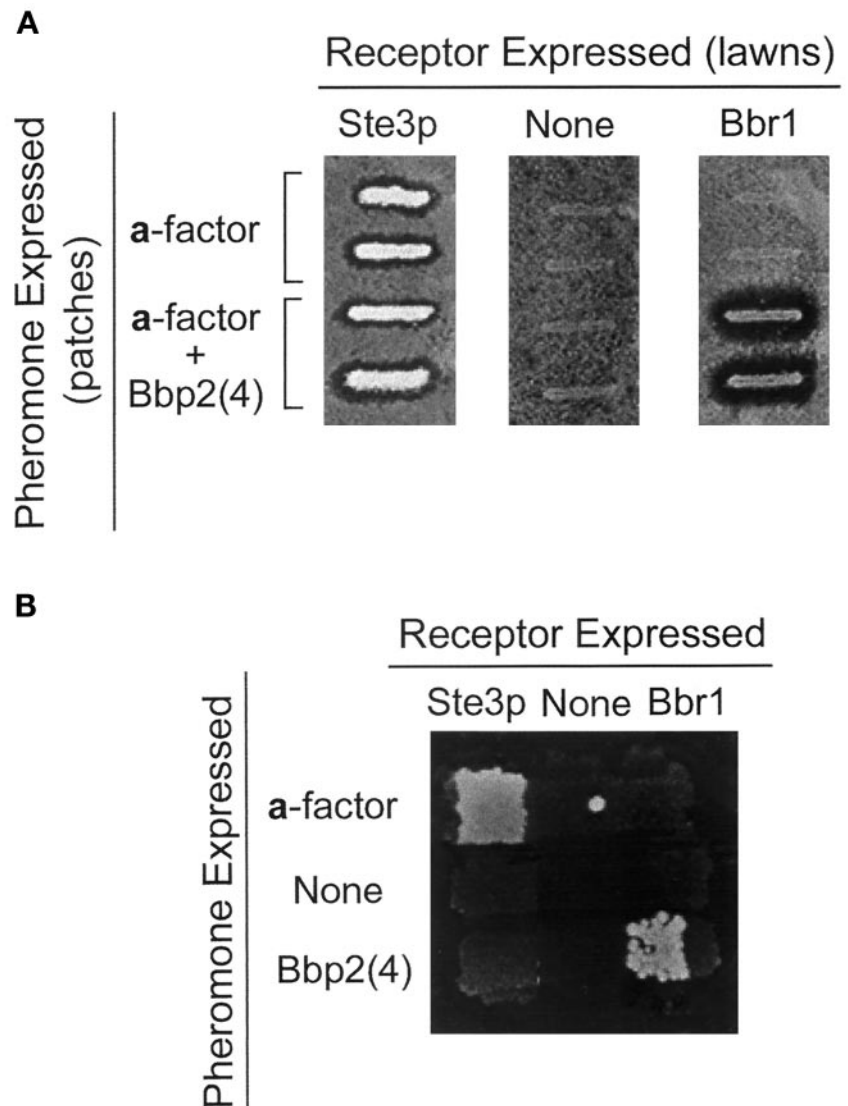 A
Receptor Expressed (lawns)
Ste3p None Bbr1
Pheromone Expressed
(patches)
a-factor
a-factor
+
Bbp2(4)
B
Receptor Expressed
Ste3p None Bbr1
Pheromone Expressed
a-factor
None
Bbp2(4)